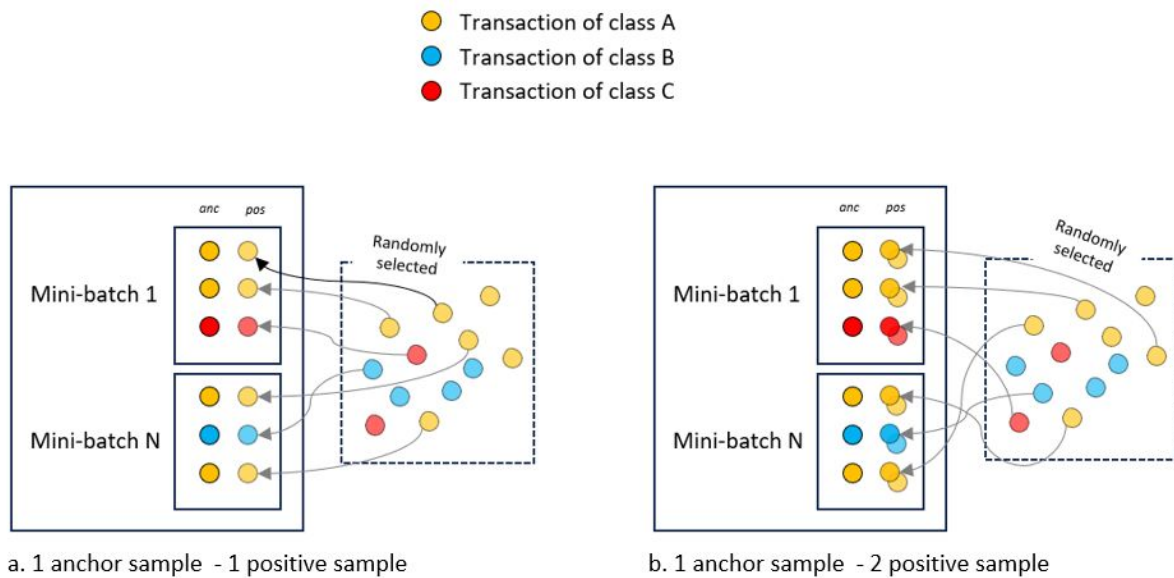 Transaction of class A
Transaction of class B
Transaction of class C
anc pos
Randomly
selected
Mini-batch 1
Mini-batch N
a. 1 anchor sample - 1 positive sample
anc pos
Randomly
selected
Mini-batch 1
Mini-batch N
b. 1 anchor sample - 2 positive sample